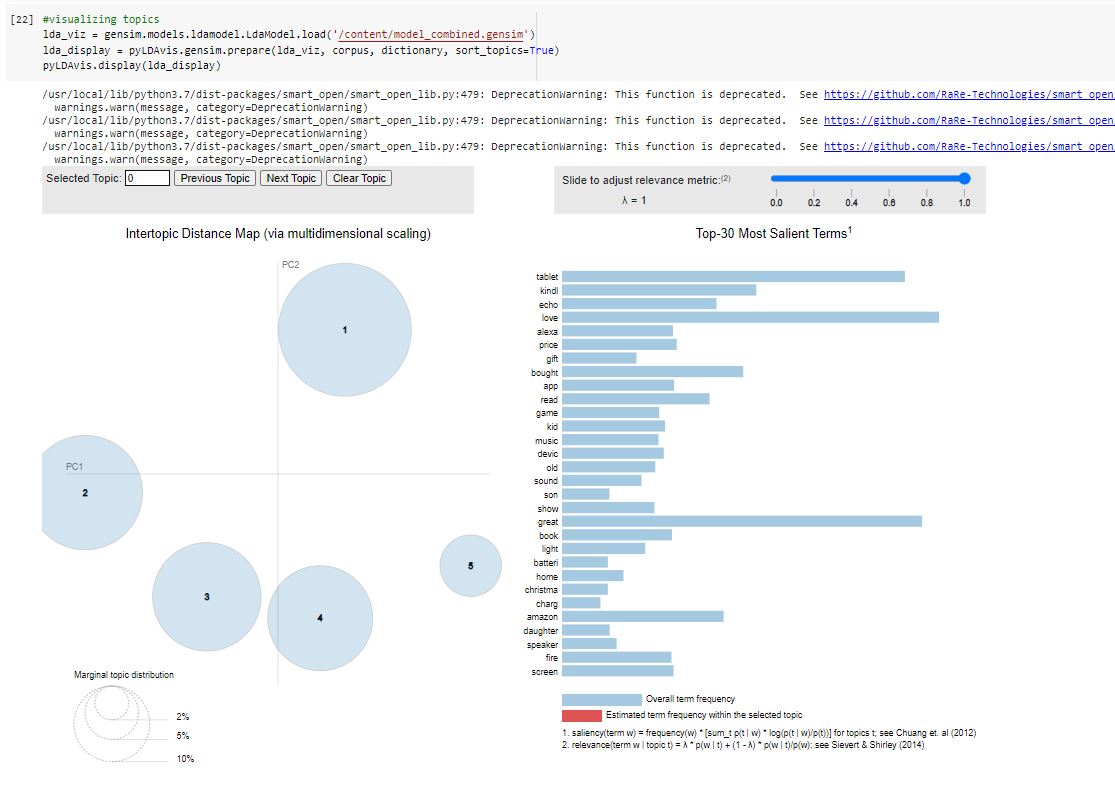 [22] #visualizing topics
lda_viz = gensim.models.ldamodel.LdaModel.load('/content/model_combined.gensim')
lda_display = pyLDAvis.gensim.prepare(lda_viz, corpus, dictionary, sort_topics=True)
pyLDAvis.display(lda_display)
/usr/local/lib/python3.7/dist-packages/smart_open/smart_open_lib.py:479: DeprecationWarning: This function is deprecated. See https://github.com/RaRe-Technologies/smart_open
warnings.warn(message, category=DeprecationWarning)
/usr/local/lib/python3.7/dist-packages/smart_open/smart_open_lib.py:479: DeprecationWarning: This function is deprecated. See https://github.com/RaRe-Technologies/smart_open
warnings.warn(message, category=DeprecationWarning)
/usr/local/lib/python3.7/dist-packages/smart_open/smart_open_lib.py:479: DeprecationWarning: This function is deprecated. See https://github.com/RaRe-Technologies/smart_open
warnings.warn(message, category=DeprecationWarning)
Selected Topic: 0 Previous Topic Next Topic Clear Topic
Slide to adjust relevance metric:(2)
λ = 1
0.0 0.2 0.4 0.6 0.8 1.0
Intertopic Distance Map (via multidimensional scaling)
PC2
1
PC1
2
3
4
5
Marginal topic distribution
2%
5%
10%
Top-30 Most Salient Terms1
tablet
kindl
echo
love
alexa
price
gift
bought
app
read
game
kid
music
devic
old
sound
son
show
great
book
light
batteri
home
christma
charg
amazon
daughter
speaker
fire
screen
Overall term frequency
Estimated term frequency within the selected topic
1. saliency(term w) = frequency(w) * [sum_t p(t | w) * log(p(t | w)/p(t))] for topics t; see Chuang et. al (2012)
2. relevance(term w | topic t) = λ * p(w | t) + (1 - λ) * p(w | t)/p(w); see Sievert & Shirley (2014)